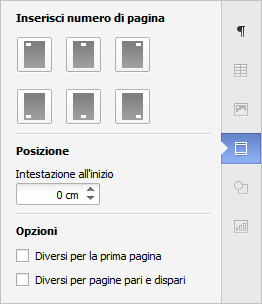 Inserisci numero di pagina
Posizione
Intestazione all'inizio
0 cm
Opzioni
Diversi per la prima pagina
Diversi per pagine pari e dispari